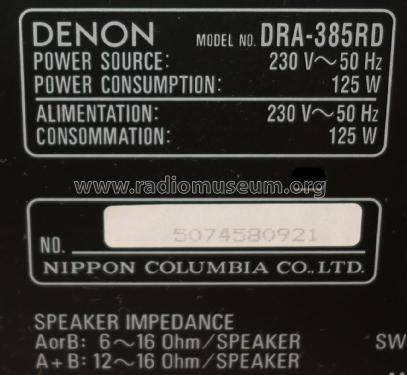 DENON MODEL NO. DRA-385RD
POWER SOURCE: 230 V～50 Hz
POWER CONSUMPTION: 125 W
ALIMENTATION: 230 V～50 Hz
CONSOMMATION: 125 W
www.radiomuseum.org
NO. 5074580921
NIPPON COLUMBIA CO., LTD.
SPEAKER IMPEDANCE
AorB: 6～16 Ohm/SPEAKER SW
A+B: 12～16 Ohm/SPEAKER